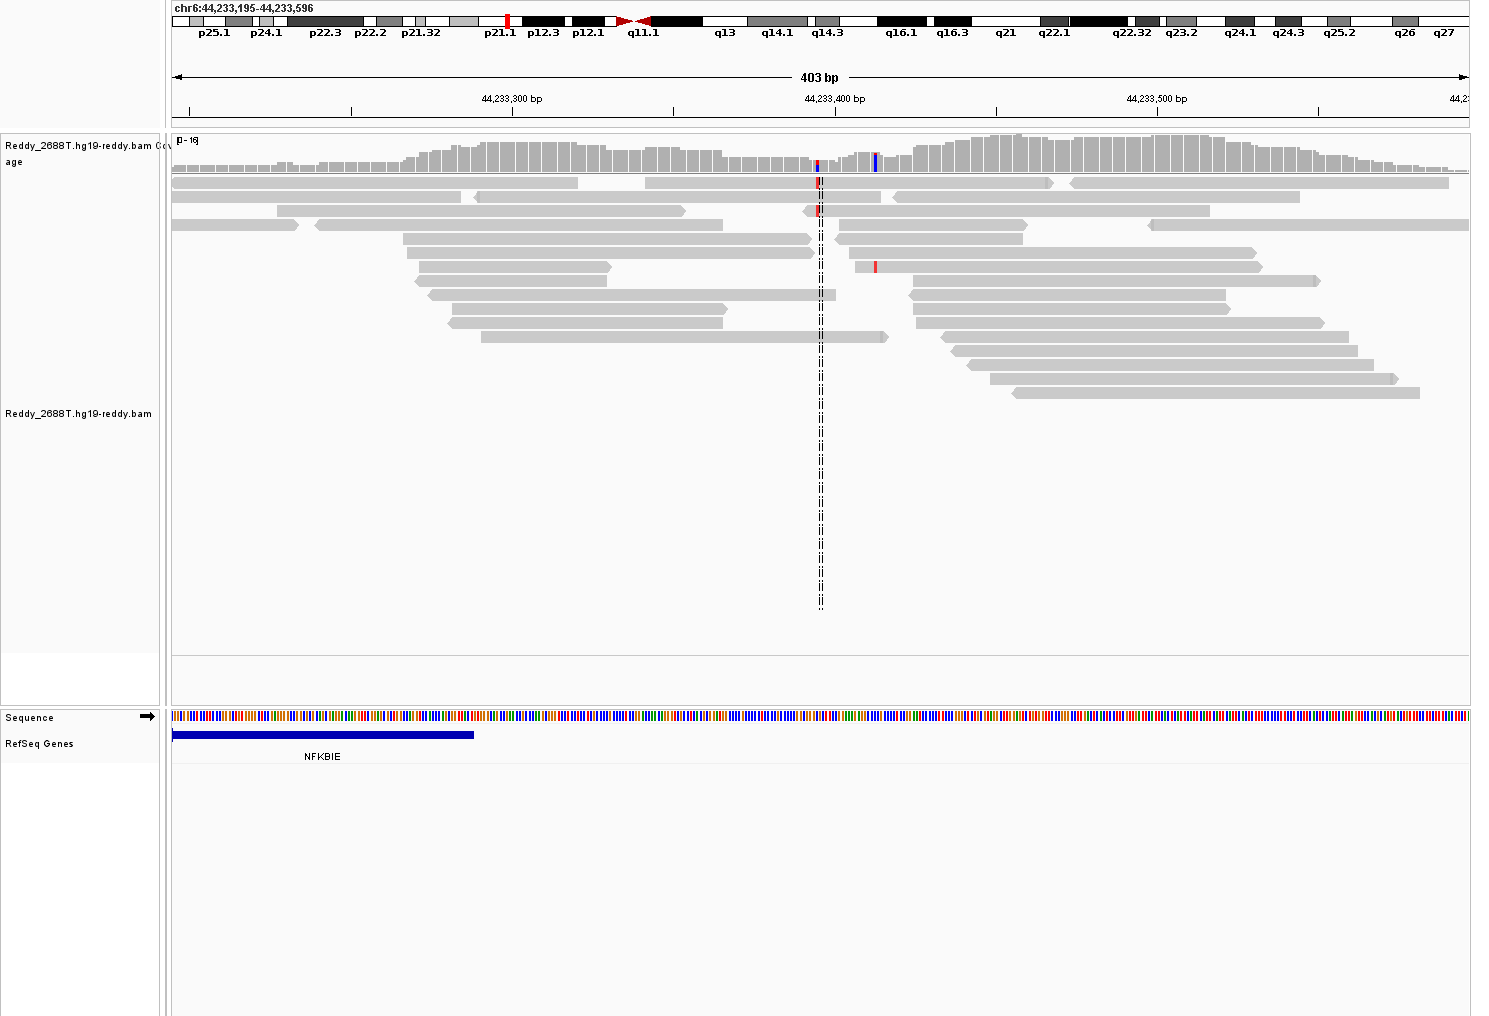 chr6:44,233,195-44,233,596
p25.1 p24.1 p22.3 p22.2 p21.32 p21.1 p12.3 p12.1 q11.1 q13 q14.1 q14.3 q16.1 q16.3 q21 q22.1 q22.32 q23.2 q24.1 q24.3 q25.2 q26 q27
403 bp
44,233,300 bp 44,233,400 bp 44,233,500 bp 44,23
Reddy_2688T.hg19-reddy.bam Cov
age
[0 - 16]
Reddy_2688T.hg19-reddy.bam
Sequence
RefSeq Genes
NFKBIE